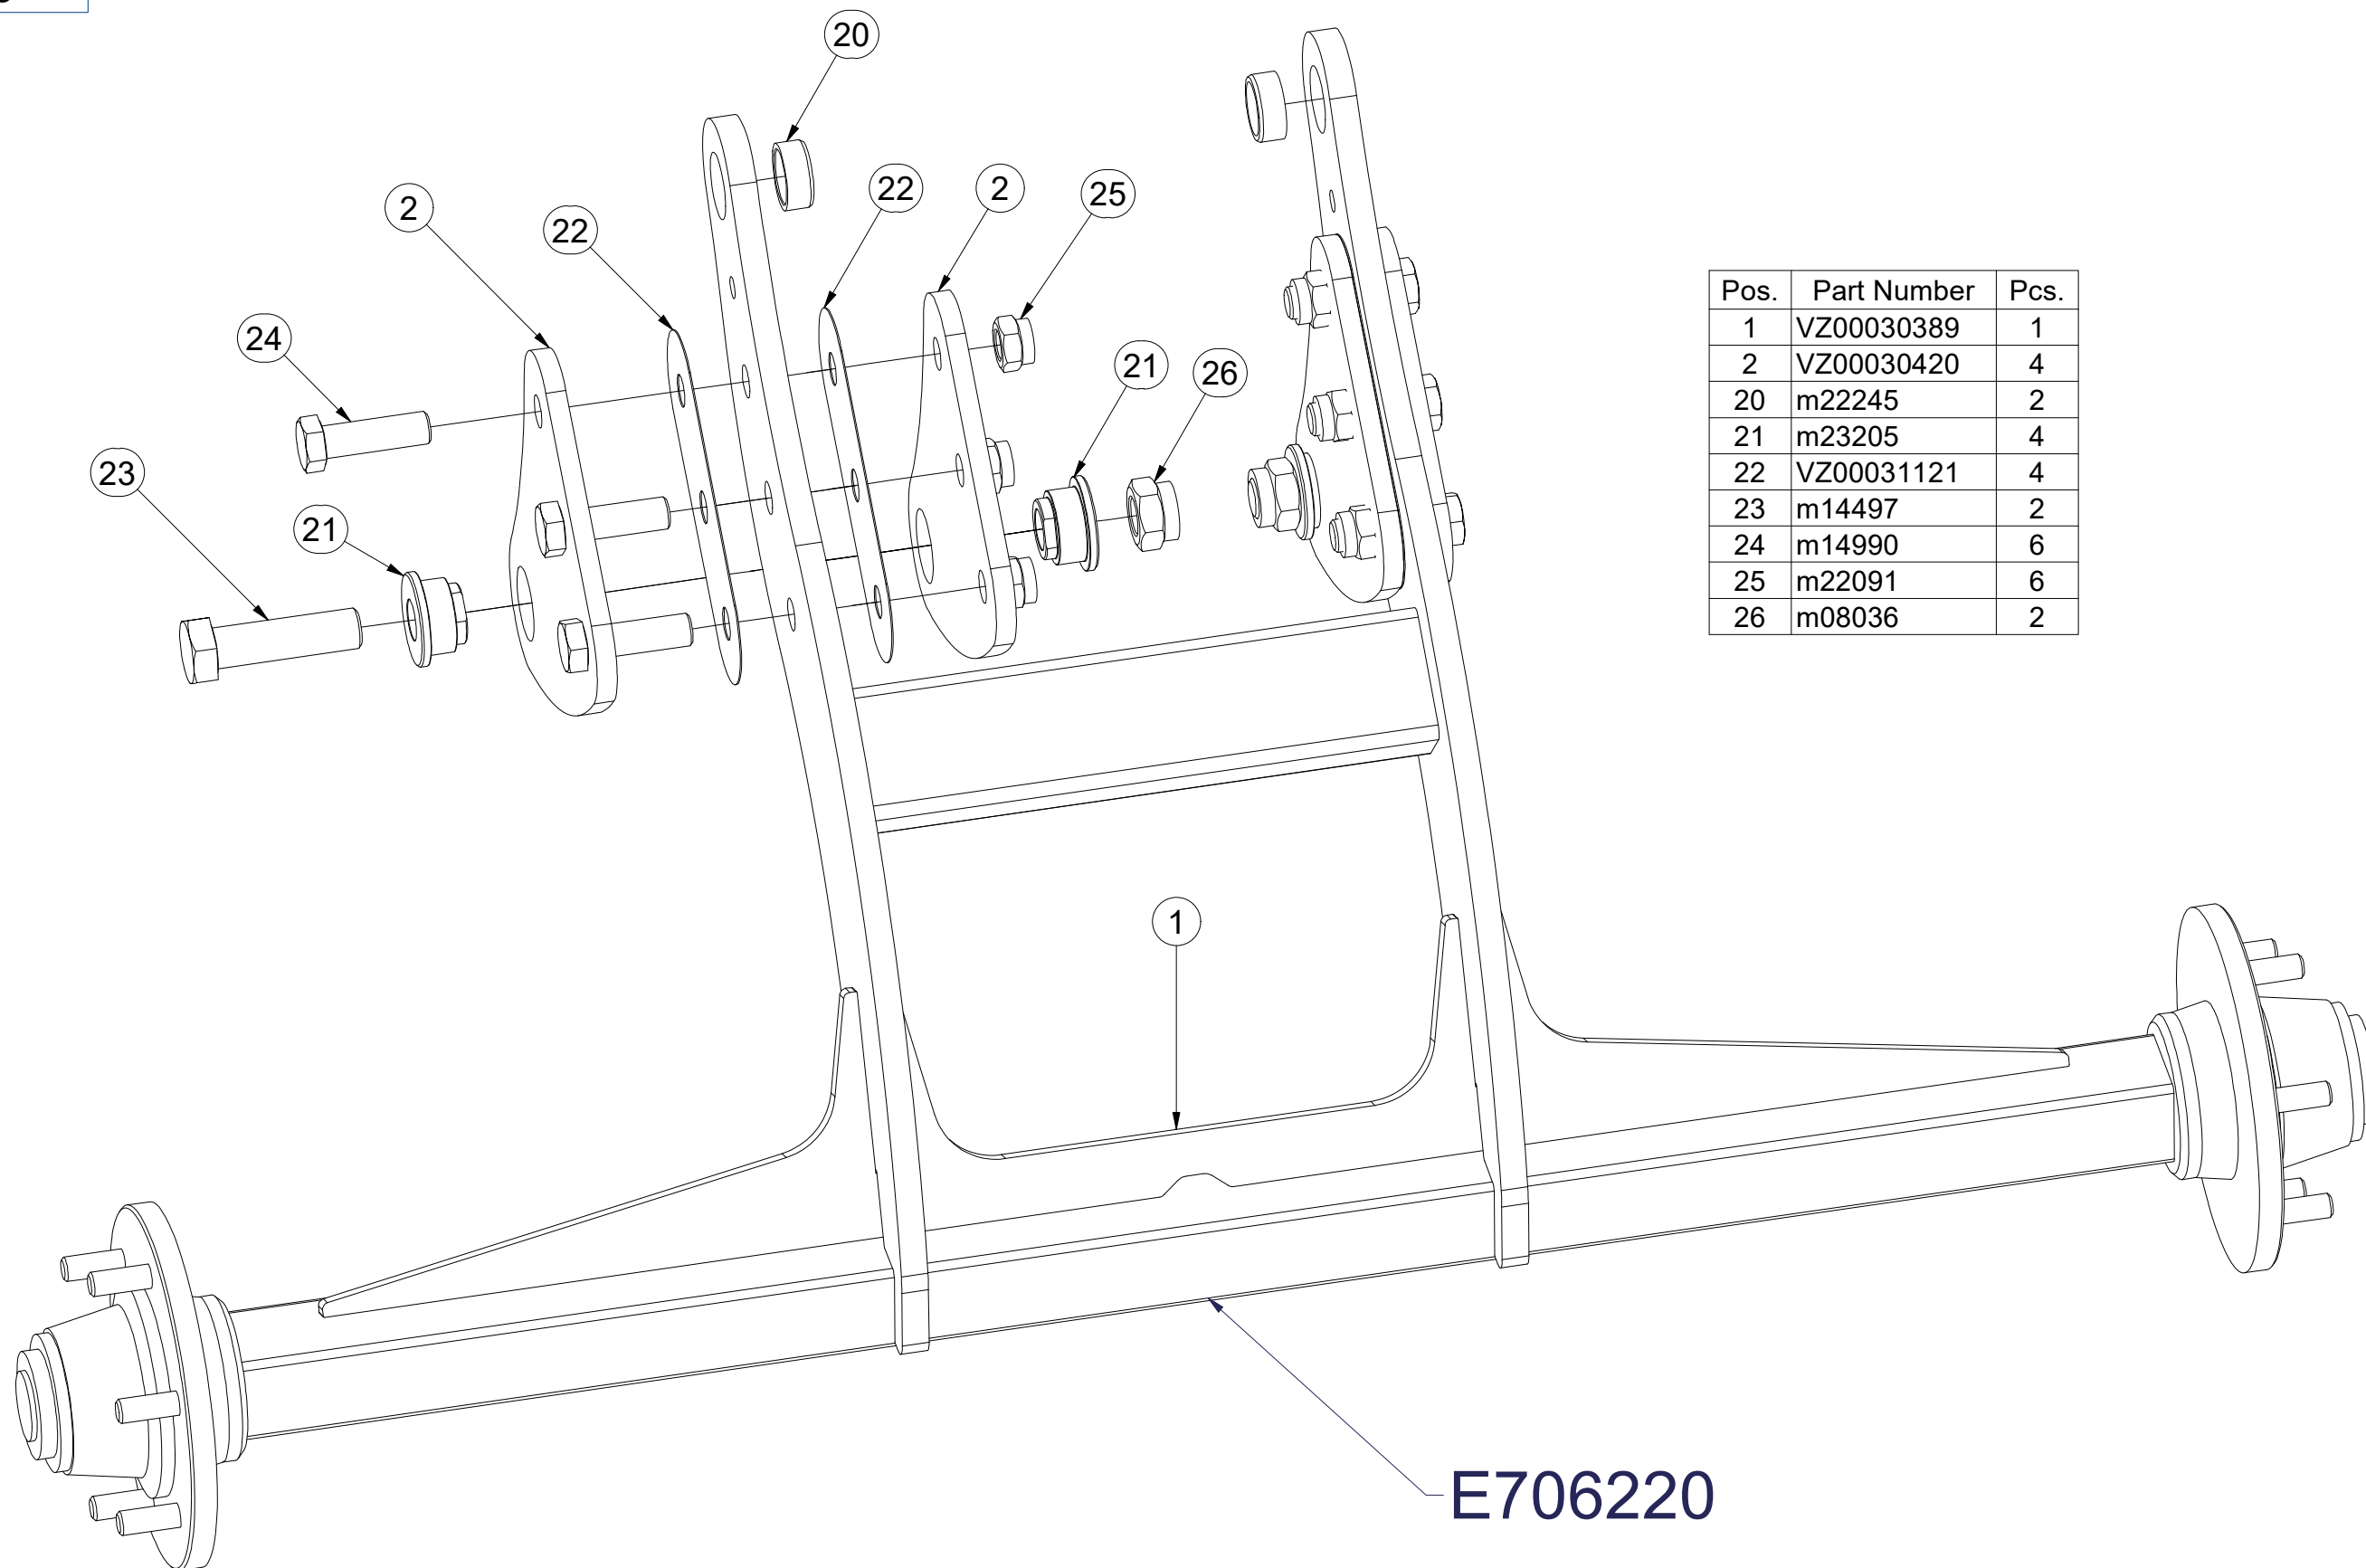 20
22
2
25
2
22
24
21
26
23
21
Pos. Part Number Pcs.
1 VZ00030389 1
2 VZ00030420 4
20 m22245 2
21 m23205 4
22 VZ00031121 4
23 m14497 2
24 m14990 6
25 m22091 6
26 m08036 2
1
E706220